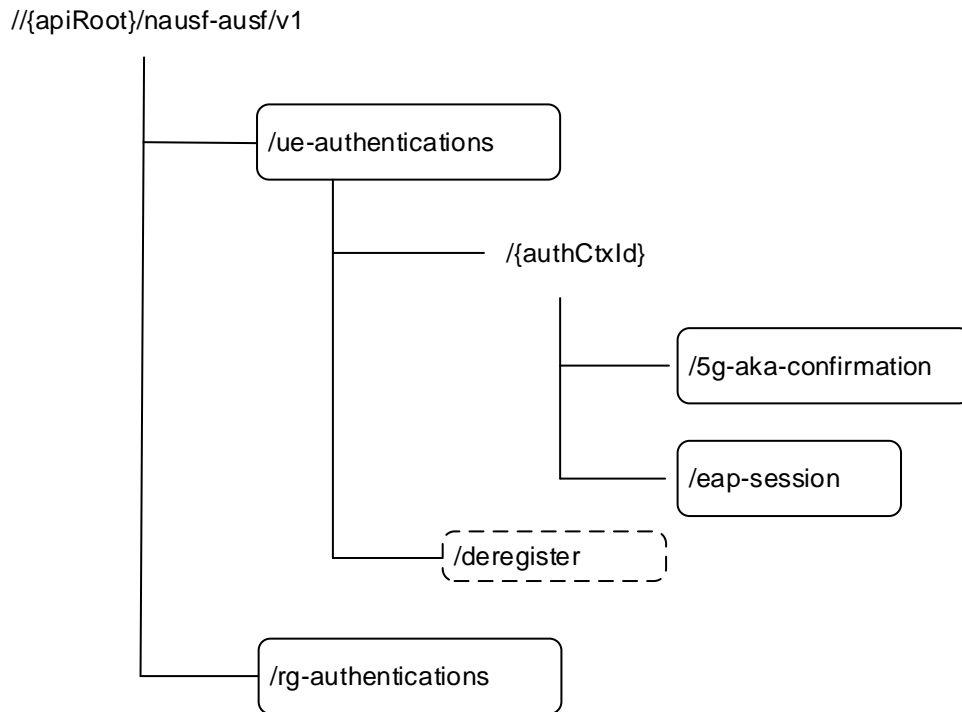 //{apiRoot}/nausf-ausf/v1
/ue-authentications
/{authCtxId}
/5g-aka-confirmation
/eap-session
/deregister
/rg-authentications